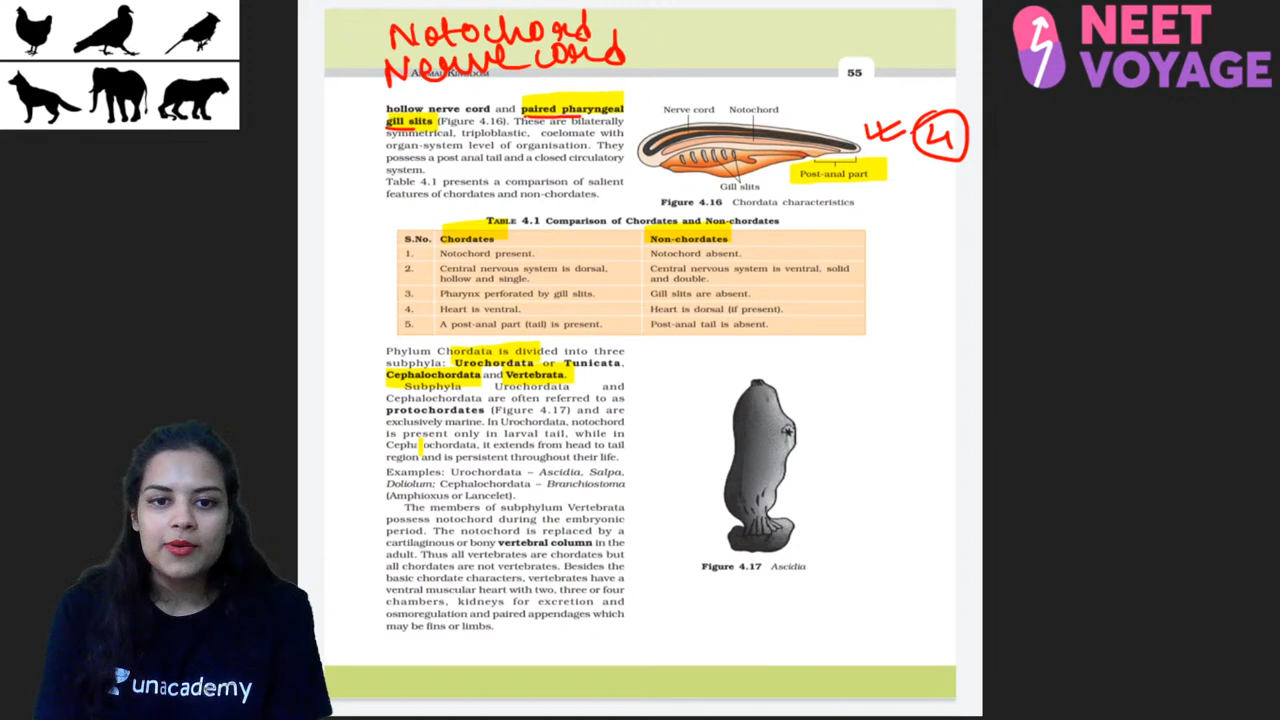 Notochord
Nerve cord
ANIMAL KINGDOM
55
NEET
VOYAGE
hollow nerve cord and paired pharyngeal
gill slits (Figure 4.16). These are bilaterally
symmetrical, triploblastic, coelomate with
organ-system level of organisation. They
possess a post anal tail and a closed circulatory
system.
Table 4.1 presents a comparison of salient
features of chordates and non-chordates.
Nerve cord Notochord
4
Post-anal part
Gill slits
Figure 4.16 Chordata characteristics
TABLE 4.1 Comparison of Chordates and Non-chordates
S.No. Chordates Non-chordates
1. Notochord present. Notochord absent.
2. Central nervous system is dorsal, Central nervous system is ventral, solid
hollow and single. and double.
3. Pharynx perforated by gill slits. Gill slits are absent.
4. Heart is ventral. Heart is dorsal (if present).
5. A post-anal part (tail) is present. Post-anal tail is absent.
Phylum Chordata is divided into three
subphyla: Urochordata or Tunicata,
Cephalochordata and Vertebrata.
Subphyla Urochordata and
Cephalochordata are often referred to as
protochordates (Figure 4.17) and are
exclusively marine. In Urochordata, notochord
is present only in larval tail, while in
Cephalochordata, it extends from head to tail
region and is persistent throughout their life.
Examples: Urochordata – Ascidia, Salpa,
Doliolum; Cephalochordata – Branchiostoma
(Amphioxus or Lancelet).
The members of subphylum Vertebrata
possess notochord during the embryonic
period. The notochord is replaced by a
cartilaginous or bony vertebral column in the
adult. Thus all vertebrates are chordates but
all chordates are not vertebrates. Besides the
basic chordate characters, vertebrates have a
ventral muscular heart with two, three or four
chambers, kidneys for excretion and
osmoregulation and paired appendages which
may be fins or limbs.
Figure 4.17 Ascidia
unacademy